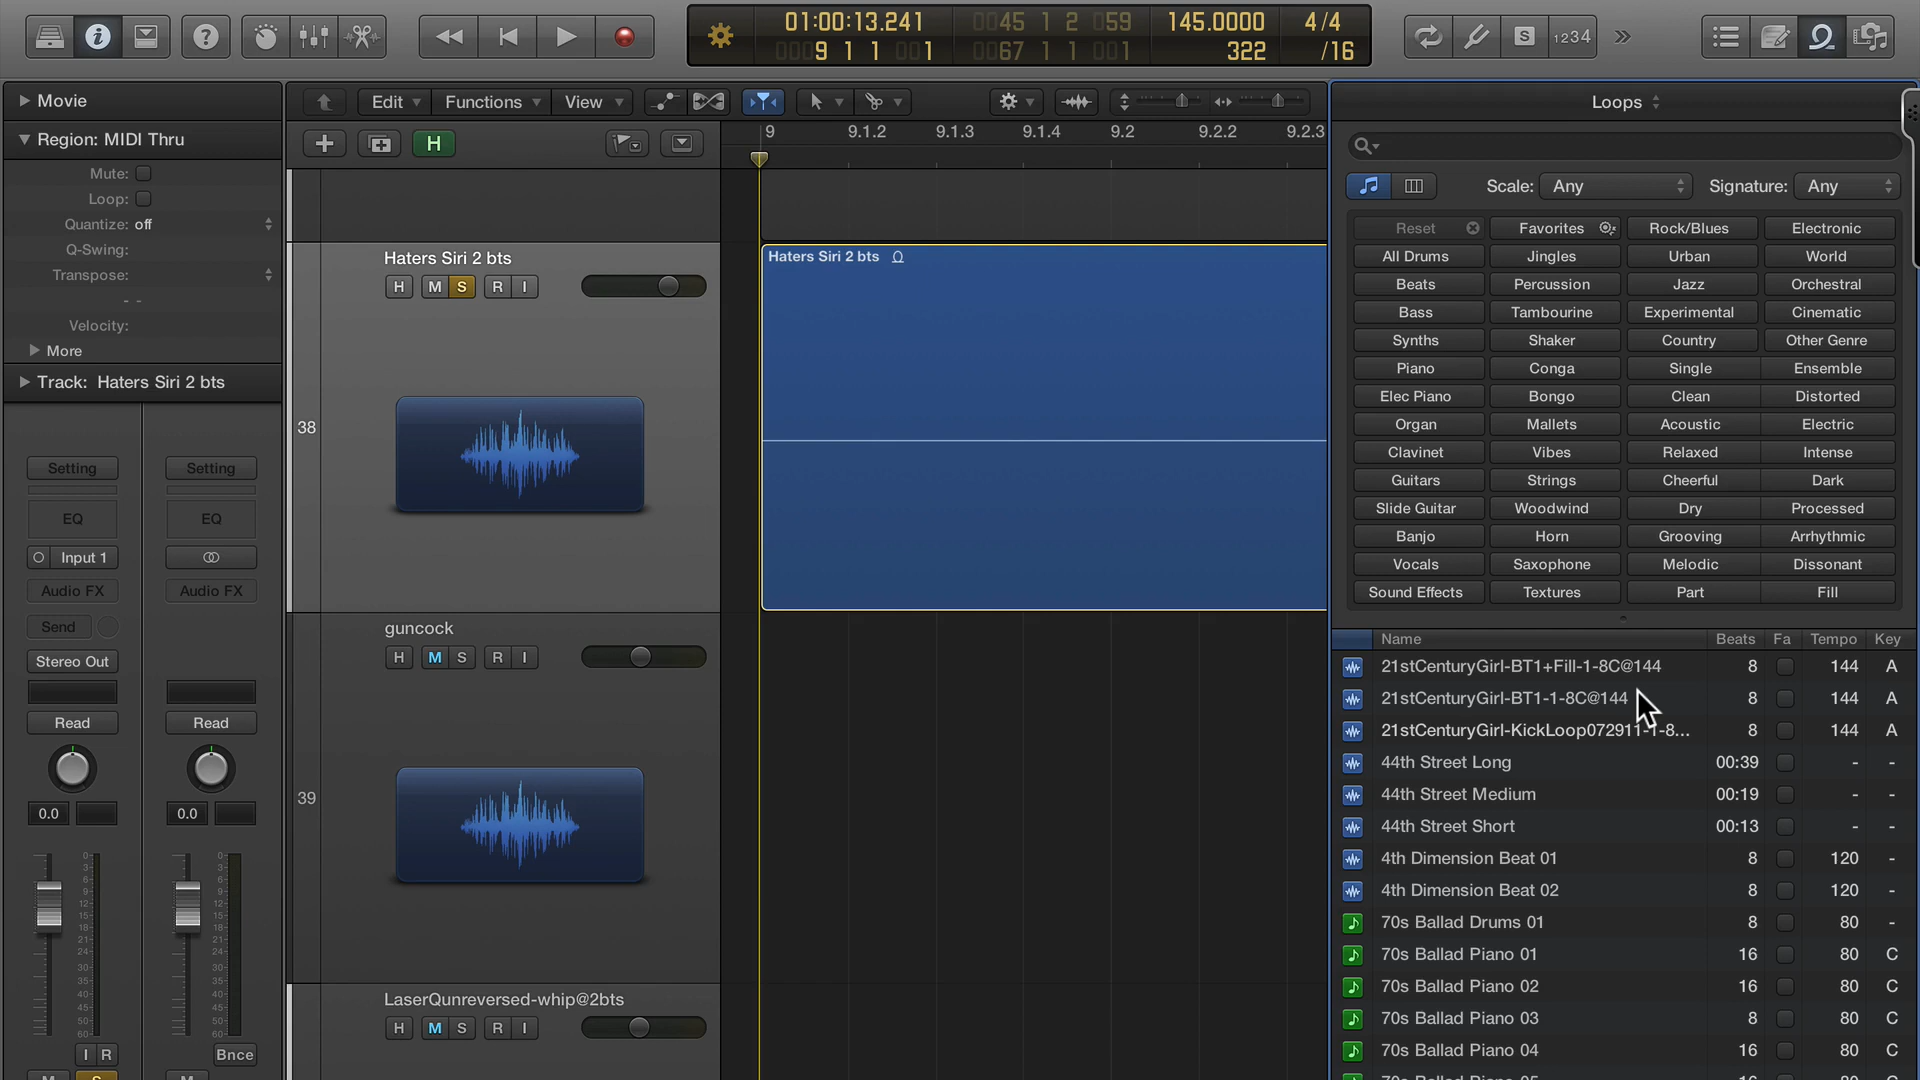 01:00:13.241 0045 1 2 059 145.0000 4/4
0009 1 1 001 0067 1 1 001 322 /16
S 1234
Movie
Region: MIDI Thru
Mute:
Loop:
Quantize: off
Q-Swing:
Transpose:
- -
Velocity:
More
Track: Haters Siri 2 bts
Setting Setting
EQ EQ
Input 1
Audio FX Audio FX
Send
Stereo Out
Read Read
0.0 0.0
I R Bnce
M S M
Edit Functions View
H
9 9.1.2 9.1.3 9.1.4 9.2 9.2.2 9.2.3
38
Haters Siri 2 bts
H M S R I
Haters Siri 2 bts
39
guncock
H M S R I
LaserQunreversed-whip@2bts
H M S R I
Loops
Scale: Any Signature: Any
Reset Favorites Rock/Blues Electronic
All Drums Jingles Urban World
Beats Percussion Jazz Orchestral
Bass Tambourine Experimental Cinematic
Synths Shaker Country Other Genre
Piano Conga Single Ensemble
Elec Piano Bongo Clean Distorted
Organ Mallets Acoustic Electric
Clavinet Vibes Relaxed Intense
Guitars Strings Cheerful Dark
Slide Guitar Woodwind Dry Processed
Banjo Horn Grooving Arrhythmic
Vocals Saxophone Melodic Dissonant
Sound Effects Textures Part Fill
Name Beats Fa Tempo Key
21stCenturyGirl-BT1+Fill-1-8C@144 8 144 A
21stCenturyGirl-BT1-1-8C@144 8 144 A
21stCenturyGirl-KickLoop072911-1-8... 8 144 A
44th Street Long 00:39 - -
44th Street Medium 00:19 - -
44th Street Short 00:13 - -
4th Dimension Beat 01 8 120 -
4th Dimension Beat 02 8 120 -
70s Ballad Drums 01 8 80 -
70s Ballad Piano 01 16 80 C
70s Ballad Piano 02 16 80 C
70s Ballad Piano 03 8 80 C
70s Ballad Piano 04 16 80 C